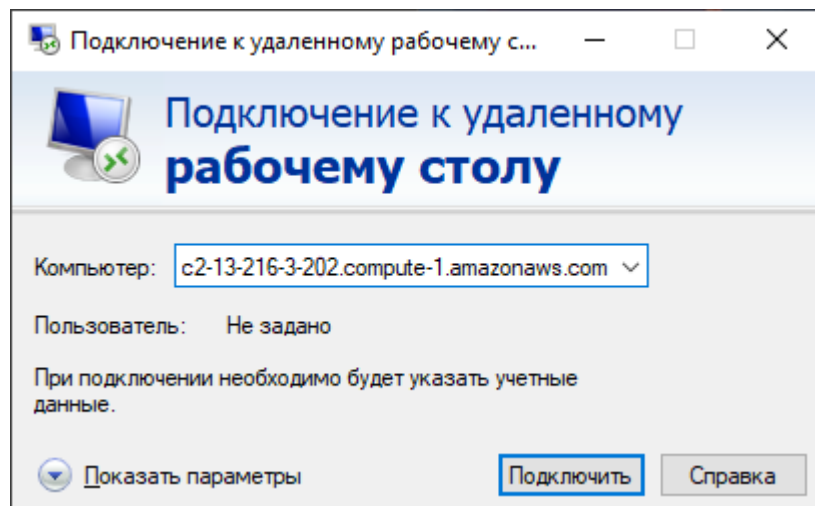 Подключение к удаленному рабочему с...
Подключение к удаленному
рабочему столу
Компьютер: c2-13-216-3-202.compute-1.amazonaws.com
Пользователь: Не задано
При подключении необходимо будет указать учетные
данные.
Показать параметры Подключить Справка